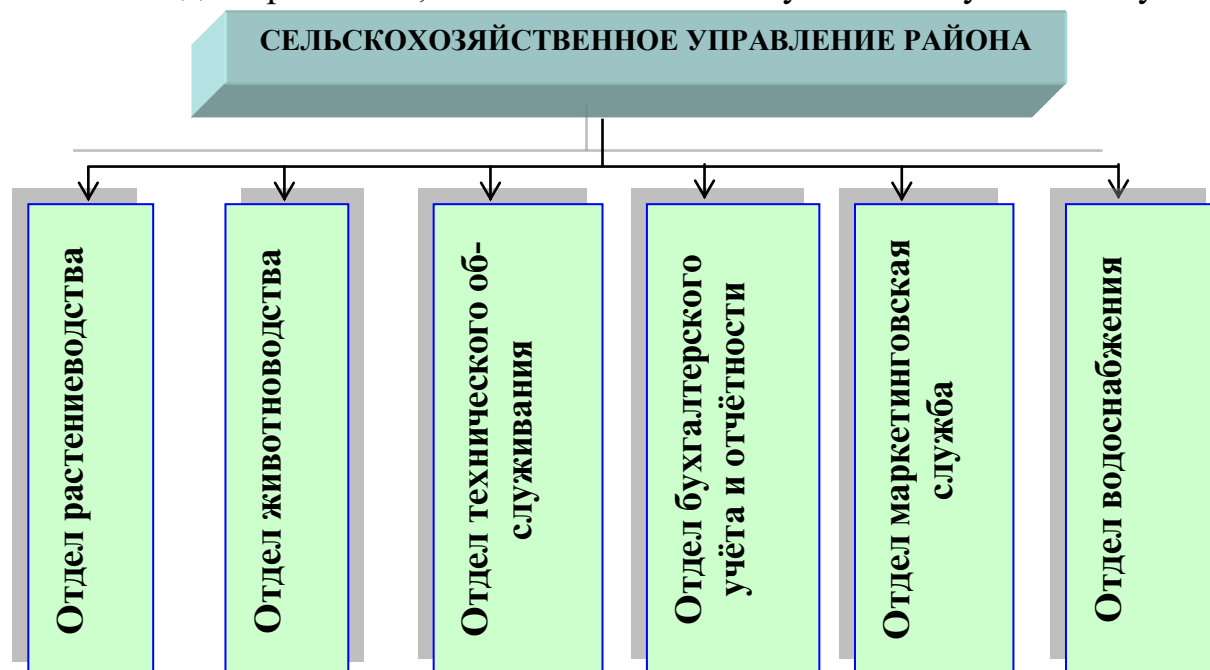 СЕЛЬСКОХОЗЯЙСТВЕННОЕ УПРАВЛЕНИЕ РАЙОНА
Отдел растениеводства
Отдел животноводства
Отдел технического об-
служивания
Отдел бухгалтерского
учёта и отчётности
Отдел маркетинговская
служба
Отдел водоснабжения